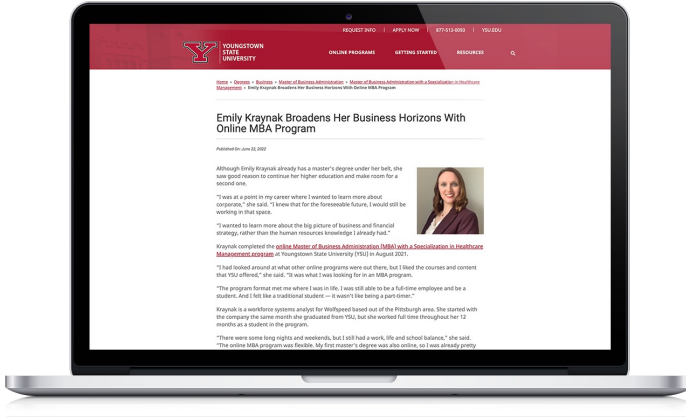 REQUEST INFO | APPLY NOW | 877-513-0093 | YSU.EDU
YOUNGSTOWN
STATE
UNIVERSITY
ONLINE PROGRAMS GETTING STARTED RESOURCES
Home » Degrees » Business » Master of Business Administration » Master of Business Administration with a Specialization in Healthcare
Management » Emily Kraynak Broadens Her Business Horizons With Online MBA Program
Emily Kraynak Broadens Her Business Horizons With
Online MBA Program
Published On: June 22, 2022
Although Emily Kraynak already has a master's degree under her belt, she
saw good reason to continue her higher education and make room for a
second one.
"I was at a point in my career where I wanted to learn more about
corporate," she said. "I knew that for the foreseeable future, I would still be
working in that space.
"I wanted to learn more about the big picture of business and financial
strategy, rather than the human resources knowledge I already had."
Kraynak completed the online Master of Business Administration (MBA) with a Specialization in Healthcare
Management program at Youngstown State University (YSU) in August 2021.
"I had looked around at what other online programs were out there, but I liked the courses and content
that YSU offered," she said. "It was what I was looking for in an MBA program.
"The program format met me where I was in life. I was still able to be a full-time employee and be a
student. And I felt like a traditional student — it wasn't like being a part-timer."
Kraynak is a workforce systems analyst for Wolfspeed based out of the Pittsburgh area. She started with
the company the same month she graduated from YSU, but she worked full time throughout her 12
months as a student in the program.
"There were some long nights and weekends, but I still had a work, life and school balance," she said.
"The online MBA program was flexible. My first master's degree was also online, so I was already pretty